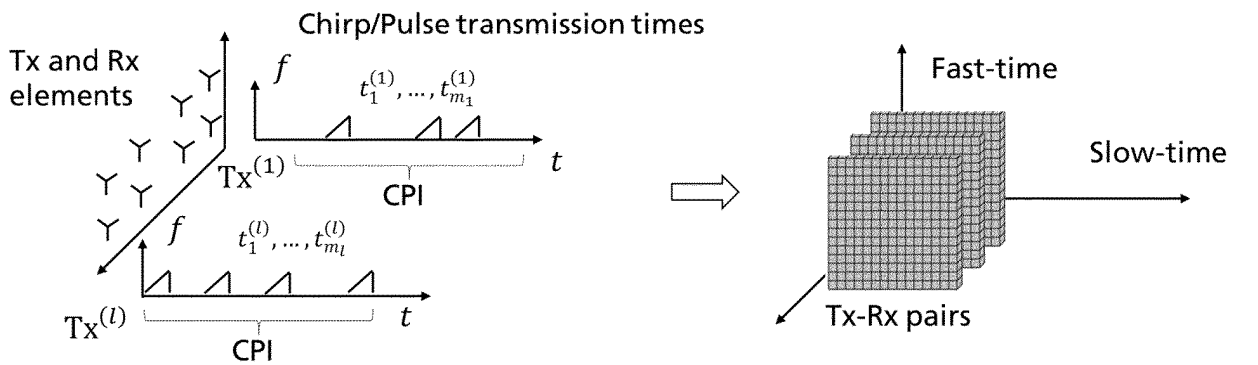 Chirp/Pulse transmission times
Tx and Rx
elements
f
t_1^{(1)}, ..., t_{m_1}^{(1)}
t
Tx^{(1)}
CPI
f
t_1^{(l)}, ..., t_{m_l}^{(l)}
t
Tx^{(l)}
CPI
Fast-time
Slow-time
Tx-Rx pairs